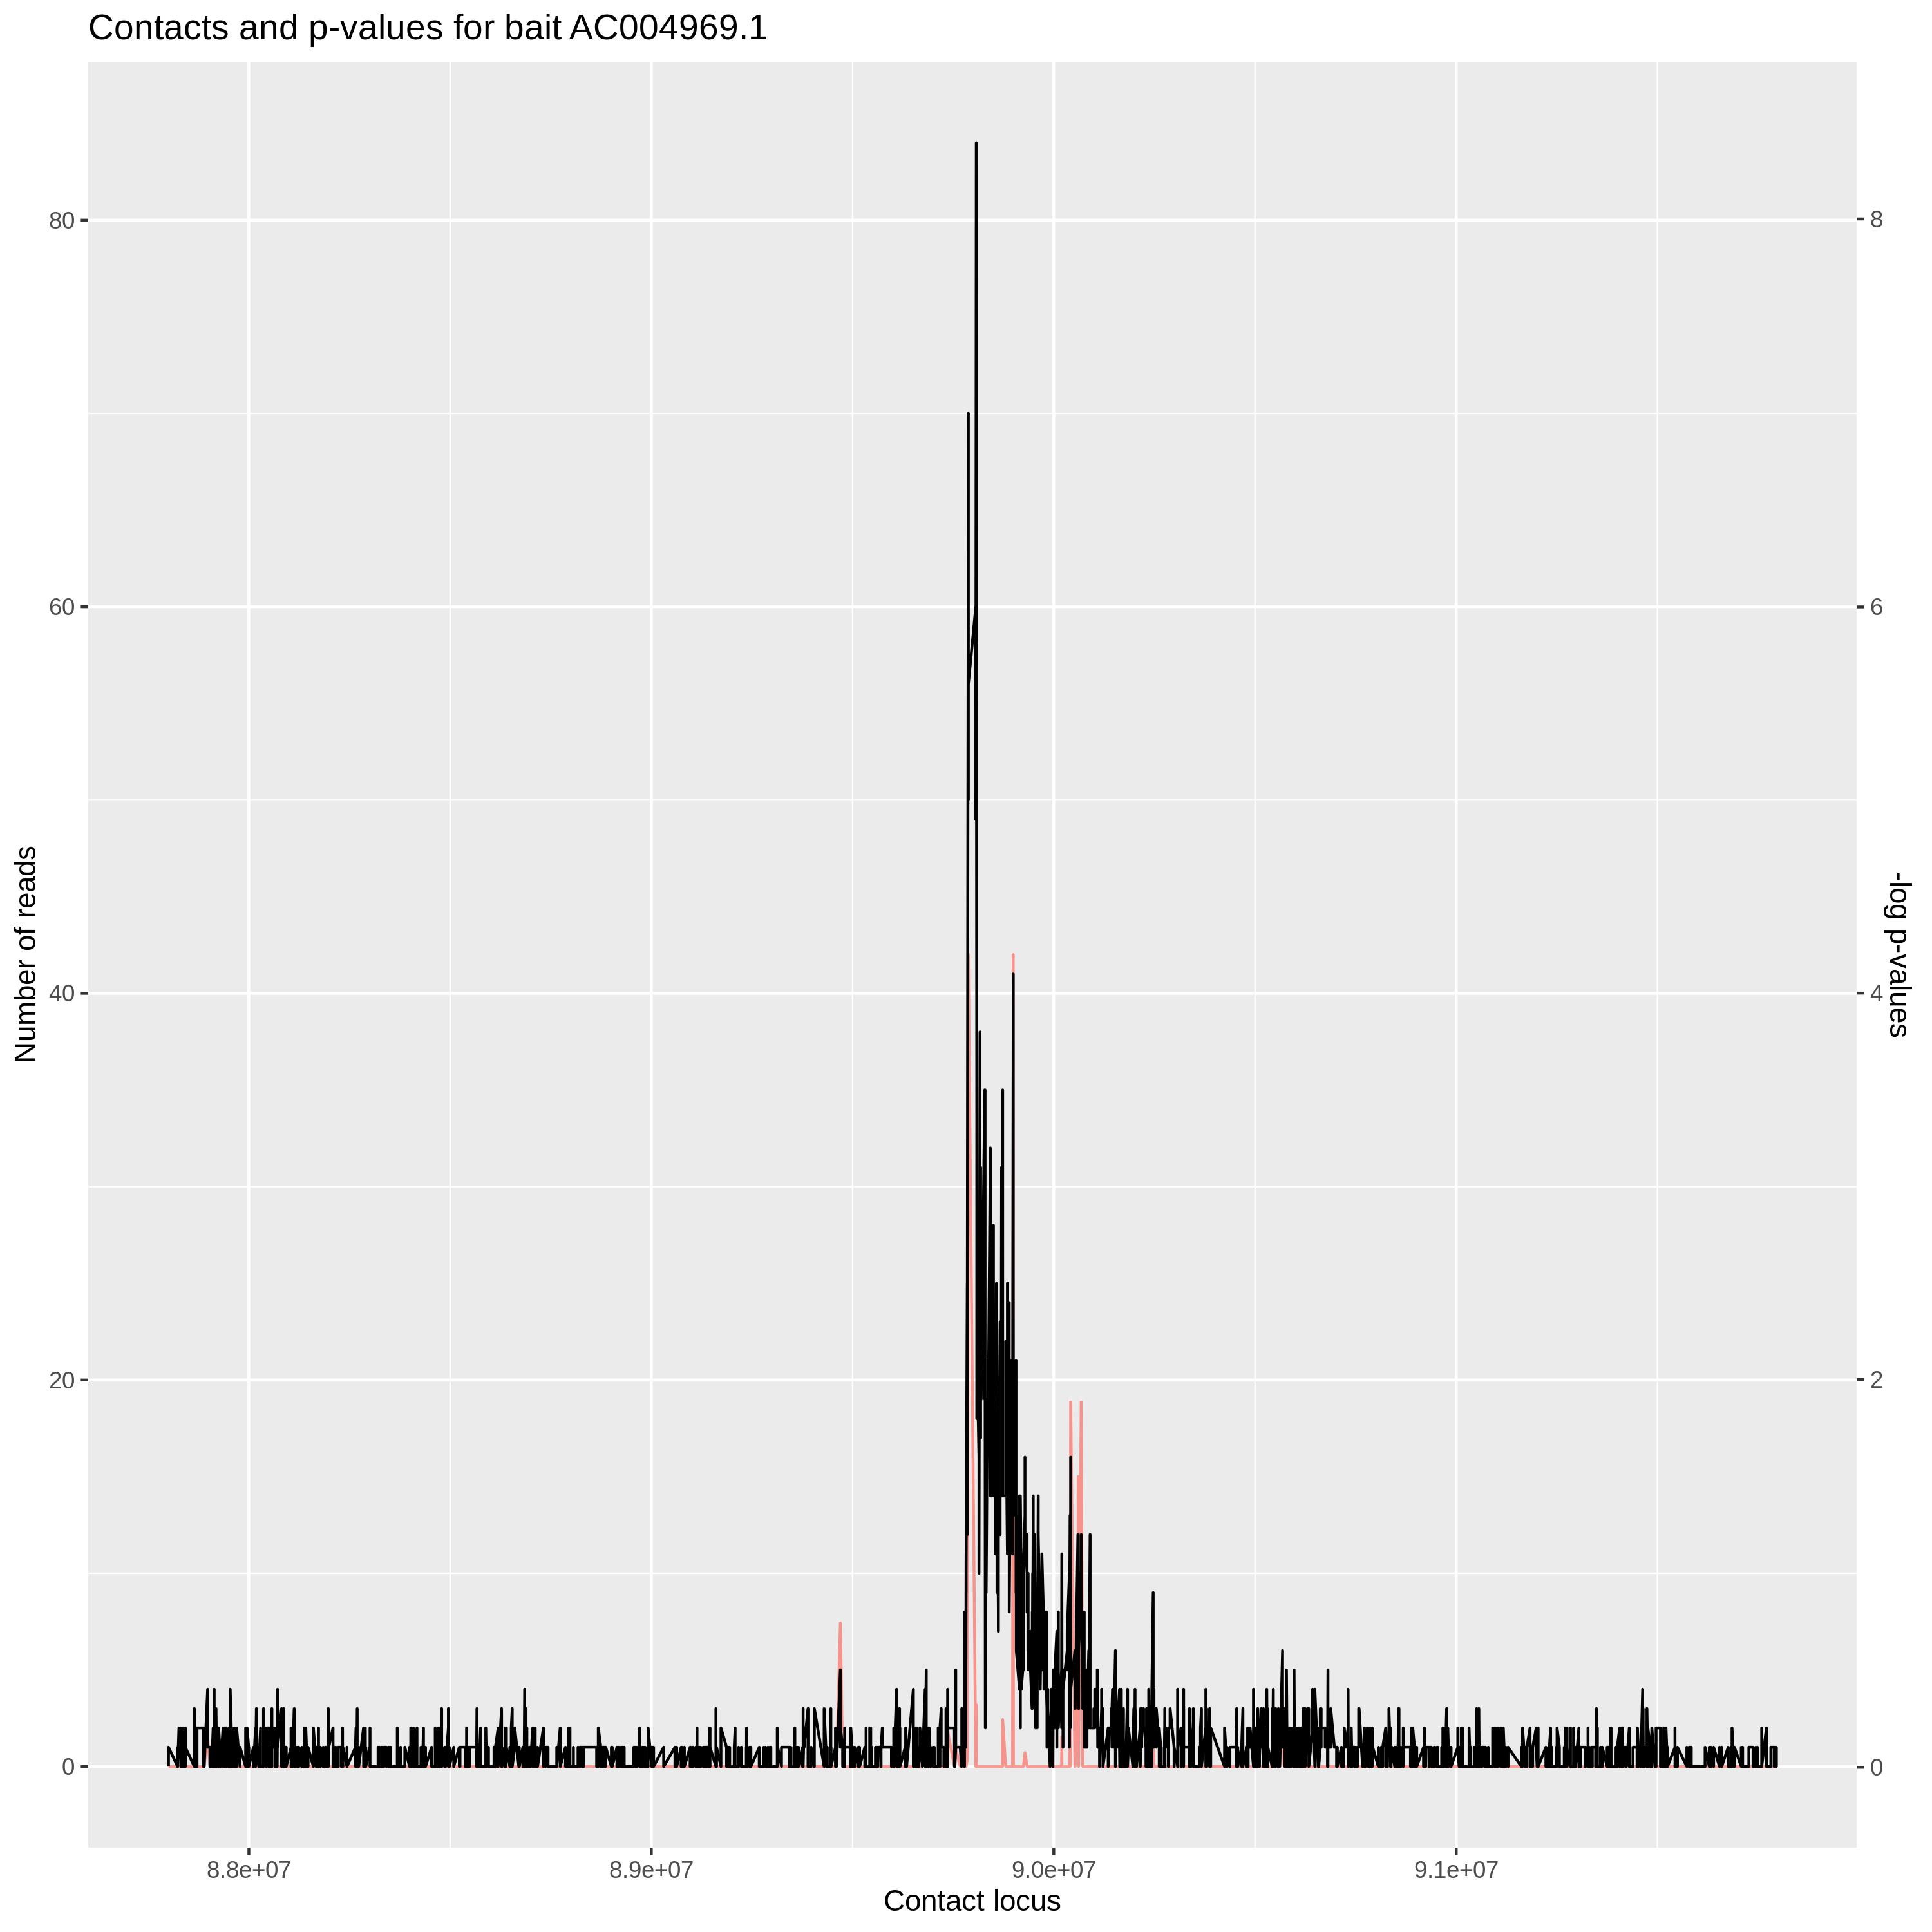 Contacts and p-values for bait AC004969.1
80
60
40
20
0
8
6
4
2
0
Number of reads
-log p-values
8.8e+07
8.9e+07
9.0e+07
9.1e+07
Contact locus